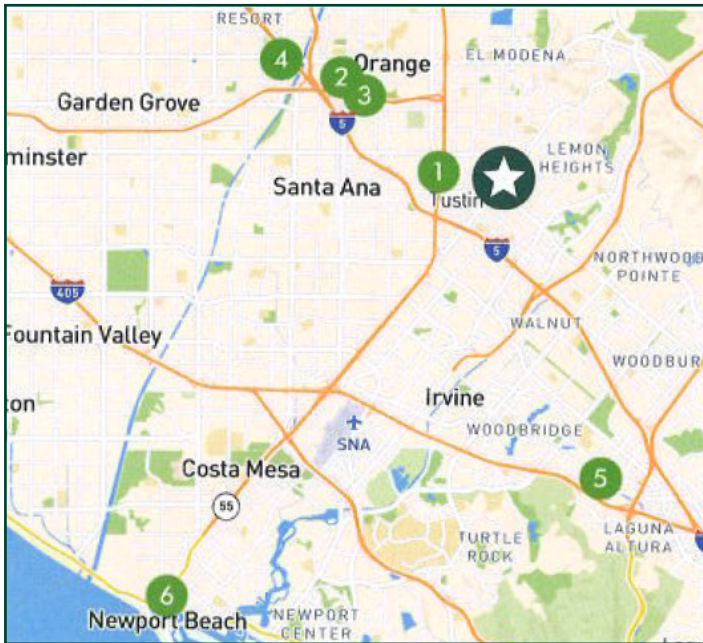 RESORT
4
2
Orange
EL MODENA
3
Garden Grove
5
minster
LEMON
HEIGHTS
1
Santa Ana
Tustin
5
NORTHWOOD
POINTE
405
WALNUT
Fountain Valley
WOODBUR
Irvine
con
SNA
WOODBRIDGE
Costa Mesa
5
55
TURTLE
ROCK
LAGUNA
ALTURA
6
Newport Beach
NEWPORT
CENTER